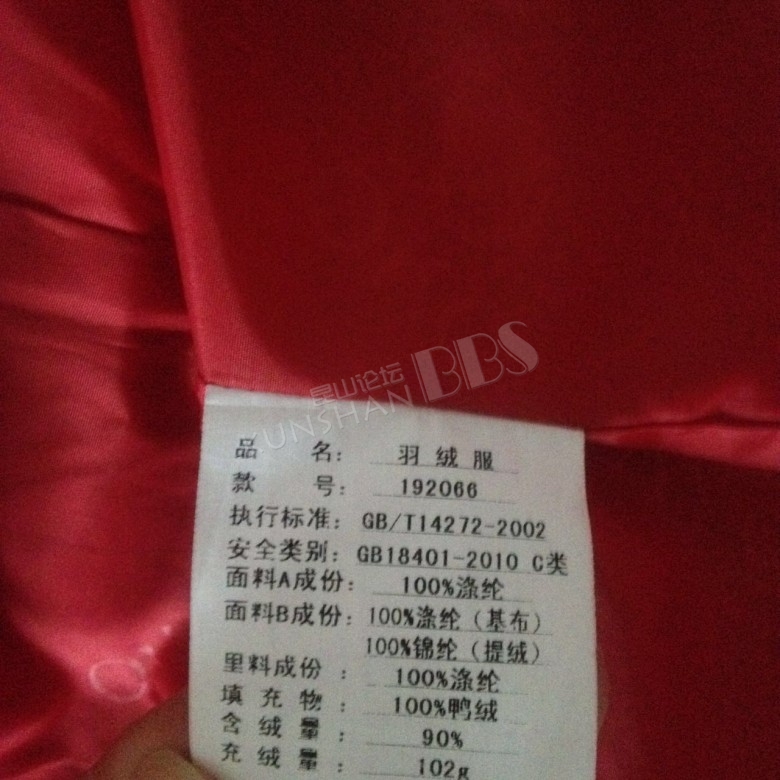 昆山论坛 BBS
KUNSHAN
品 名： 羽 绒 服
款 号： 192066
执行标准：GB/T14272-2002
安全类别：GB18401-2010 C类
面料A成份： 100%涤纶
面料B成份：100%涤纶（基布）
100%锦纶（提绒）
里料成份 ： 100%涤纶
填 充 物 ： 100%鸭绒
含 绒 量 ： 90%
充 绒 量 ： 102g